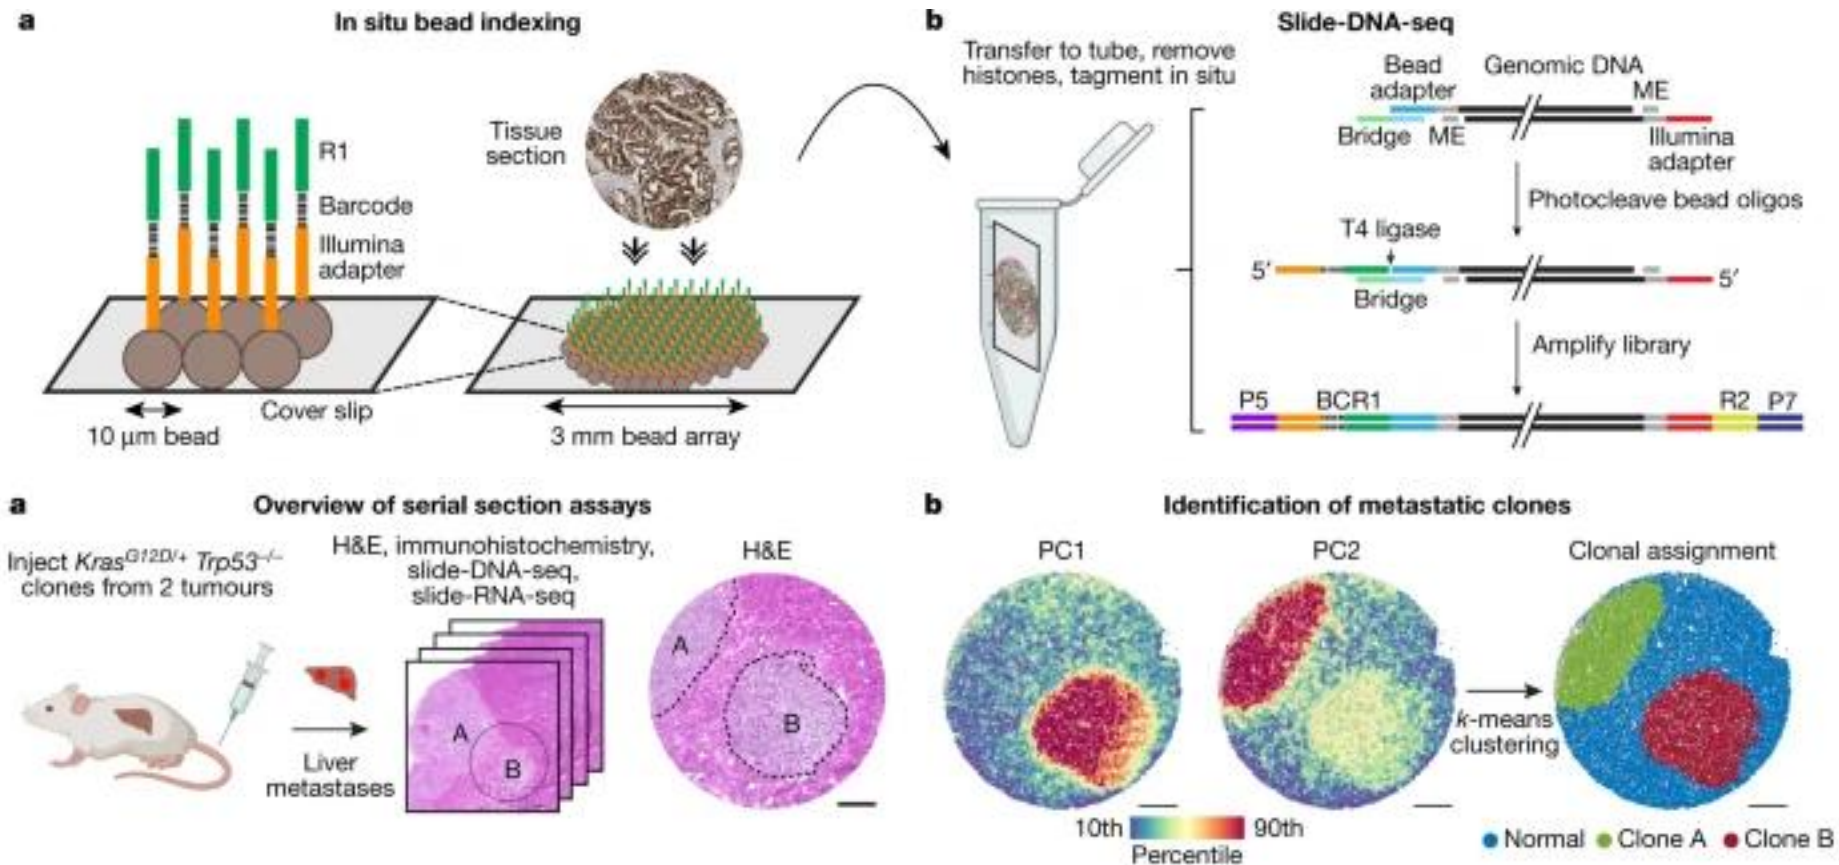 a
In situ bead indexing
R1
Barcode
Illumina
adapter
Tissue
section
10 µm bead
Cover slip
3 mm bead array
b
Slide-DNA-seq
Transfer to tube, remove
histones, tagment in situ
Bead
adapter
Genomic DNA
ME
Bridge
ME
Illumina
adapter
Photocleave bead oligos
T4 ligase
5′
5′
Bridge
Amplify library
P5
BCR1
R2
P7
a
Overview of serial section assays
Inject Kras^G12D/+ Trp53^–/–
clones from 2 tumours
Liver
metastases
H&E, immunohistochemistry,
slide-DNA-seq,
slide-RNA-seq
A
B
H&E
A
B
b
Identification of metastatic clones
PC1
PC2
Clonal assignment
k-means
clustering
10th
90th
Percentile
Normal
Clone A
Clone B